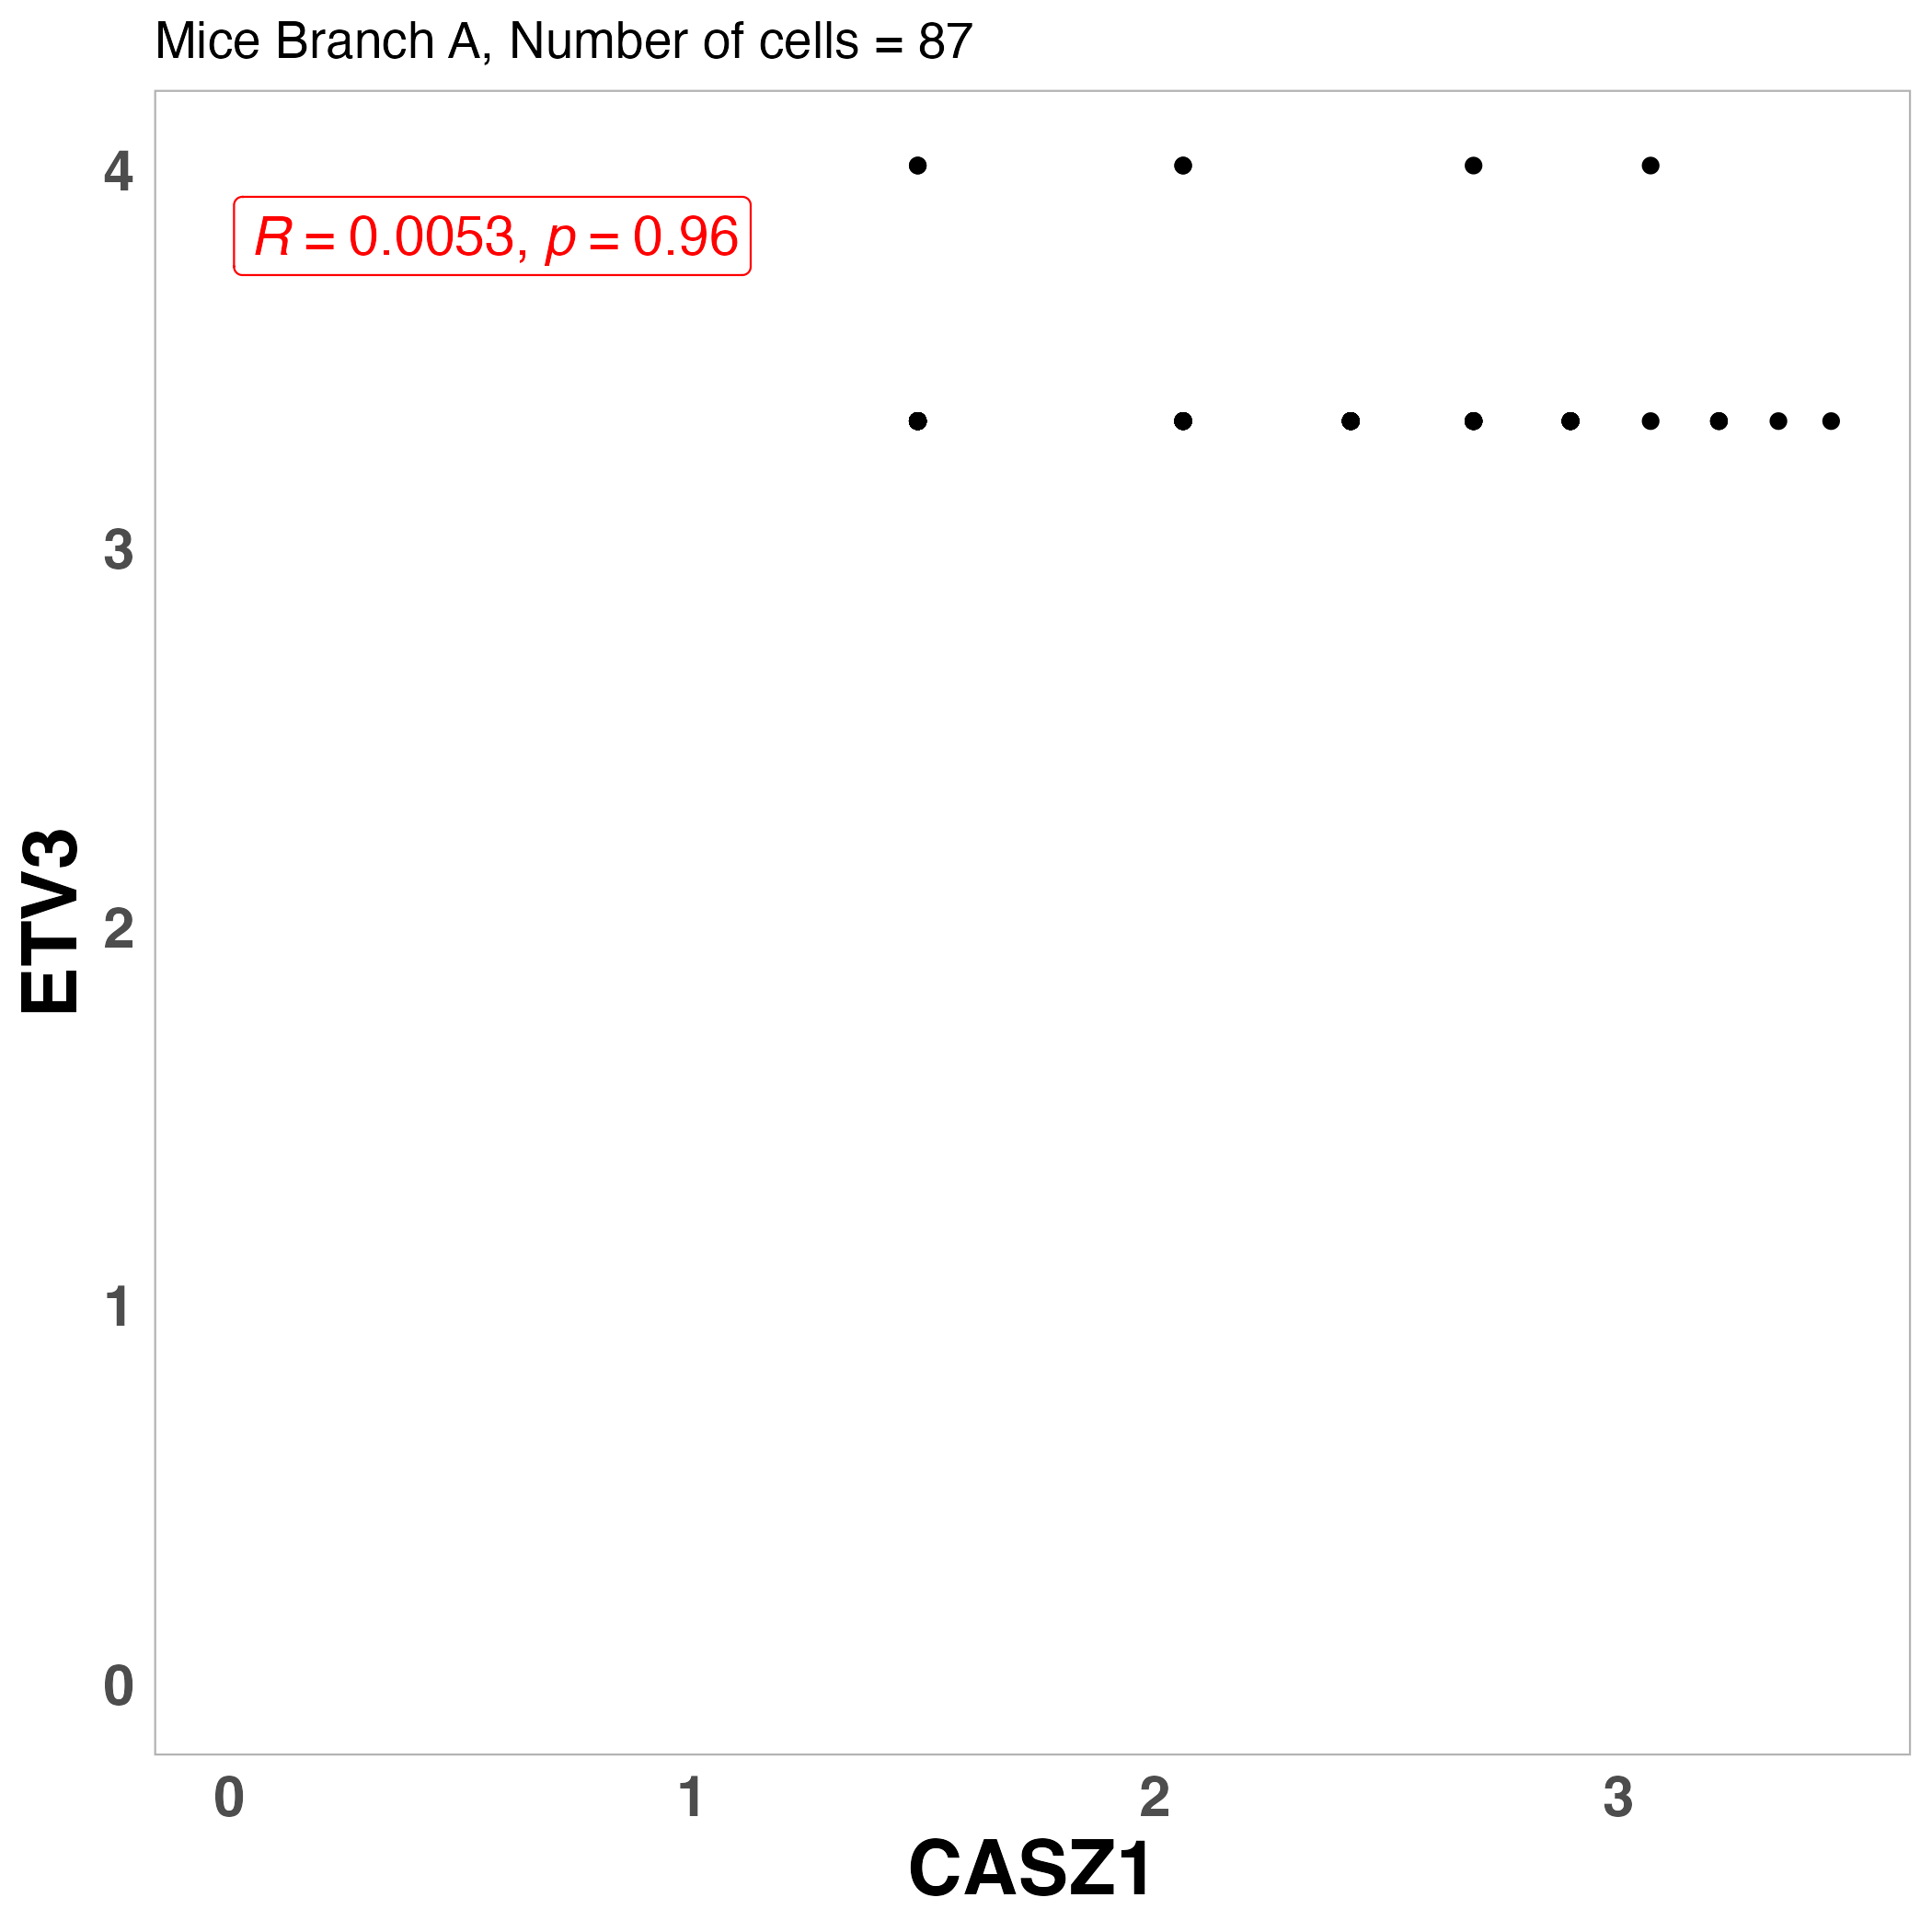 Mice Branch A, Number of cells = 87
4
R = 0.0053, p = 0.96
3
ETV3
2
1
0
0 1 2 3
CASZ1